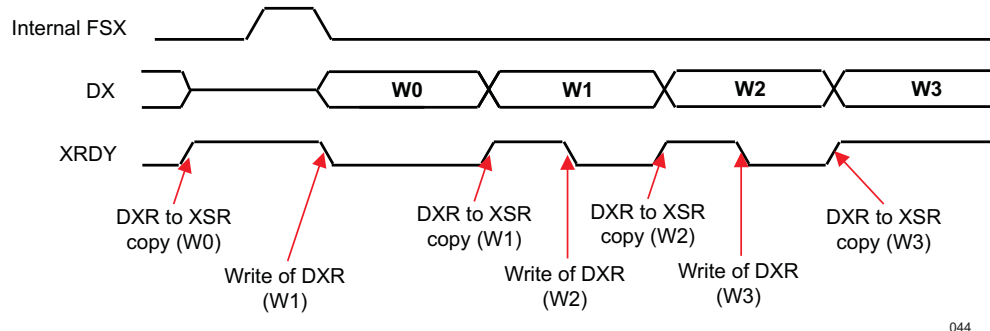 Internal FSX
DX
W0
W1
W2
W3
XRDY
DXR to XSR
copy (W0)
Write of DXR
(W1)
DXR to XSR
copy (W1)
Write of DXR
(W2)
DXR to XSR
copy (W2)
Write of DXR
(W3)
DXR to XSR
copy (W3)
044